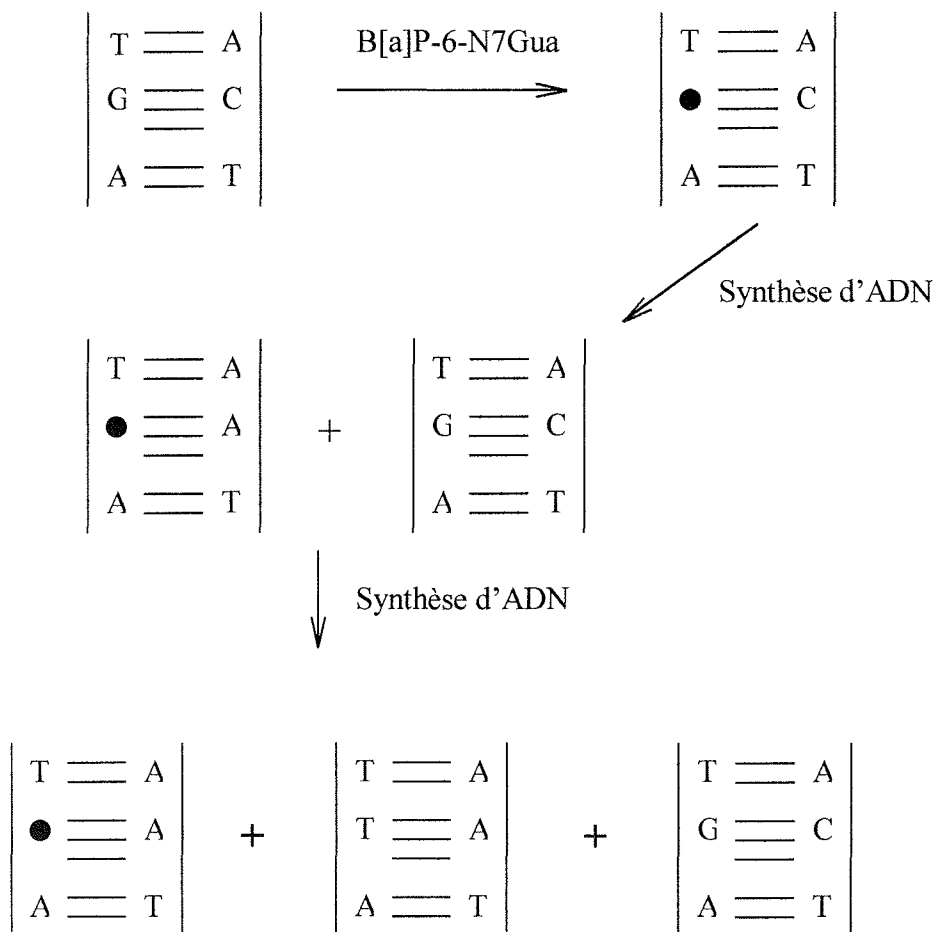 T A B[a]P-6-N7Gua T A
G C ● C
A T A T
Synthèse d'ADN
T A T A
● A + G C
A T A T
Synthèse d'ADN
T A T A T A
● A + T A + G C
A T A T A T